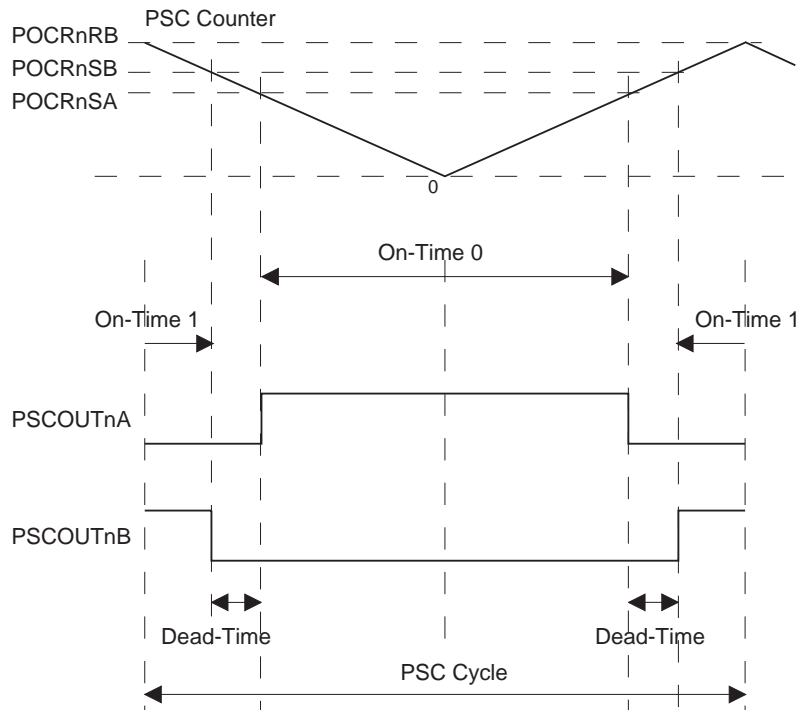 PSC Counter
POCRnRB
POCRnSB
POCRnSA
0
On-Time 0
On-Time 1
On-Time 1
PSCOUTnA
PSCOUTnB
Dead-Time
Dead-Time
PSC Cycle